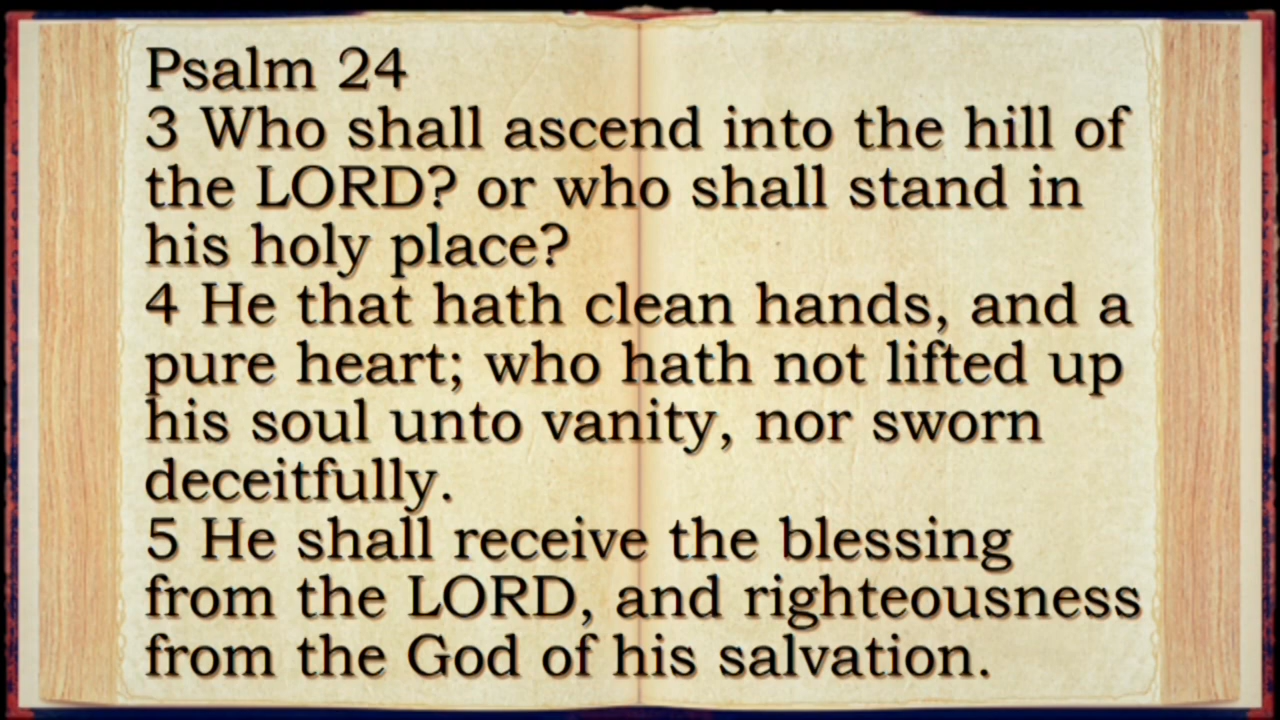 Psalm 24
3 Who shall ascend into the hill of
the LORD? or who shall stand in
his holy place?
4 He that hath clean hands, and a
pure heart; who hath not lifted up
his soul unto vanity, nor sworn
deceitfully.
5 He shall receive the blessing
from the LORD, and righteousness
from the God of his salvation.